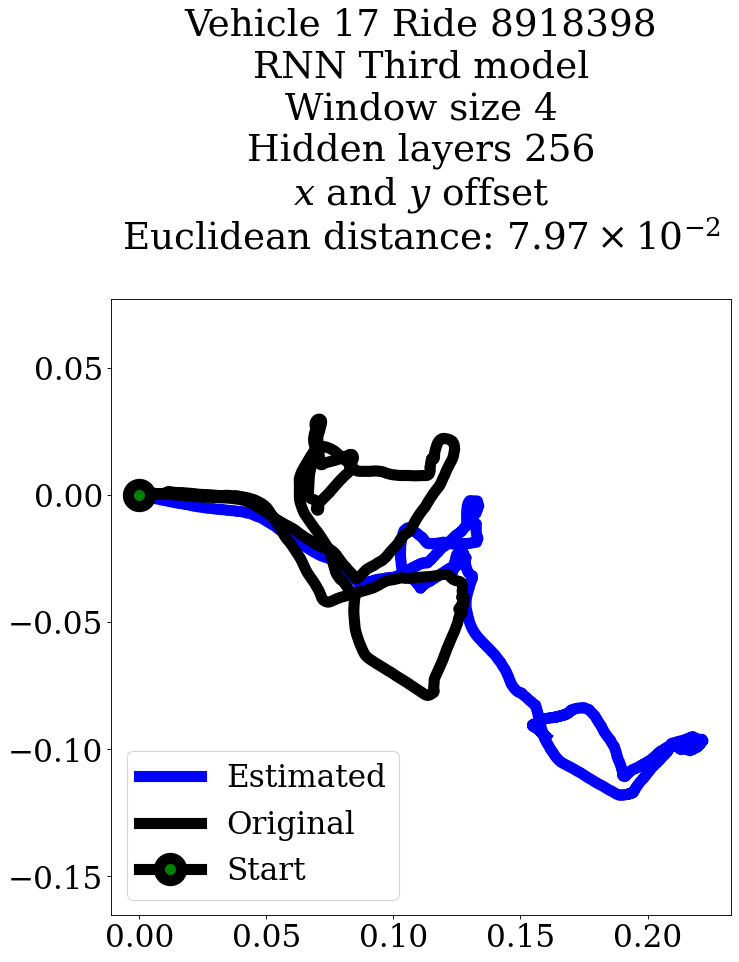 Vehicle 17 Ride 8918398
RNN Third model
Window size 4
Hidden layers 256
x and y offset
Euclidean distance: 7.97 × 10⁻²
0.05
0.00
−0.05
−0.10
−0.15
Estimated
Original
Start
0.00 0.05 0.10 0.15 0.20